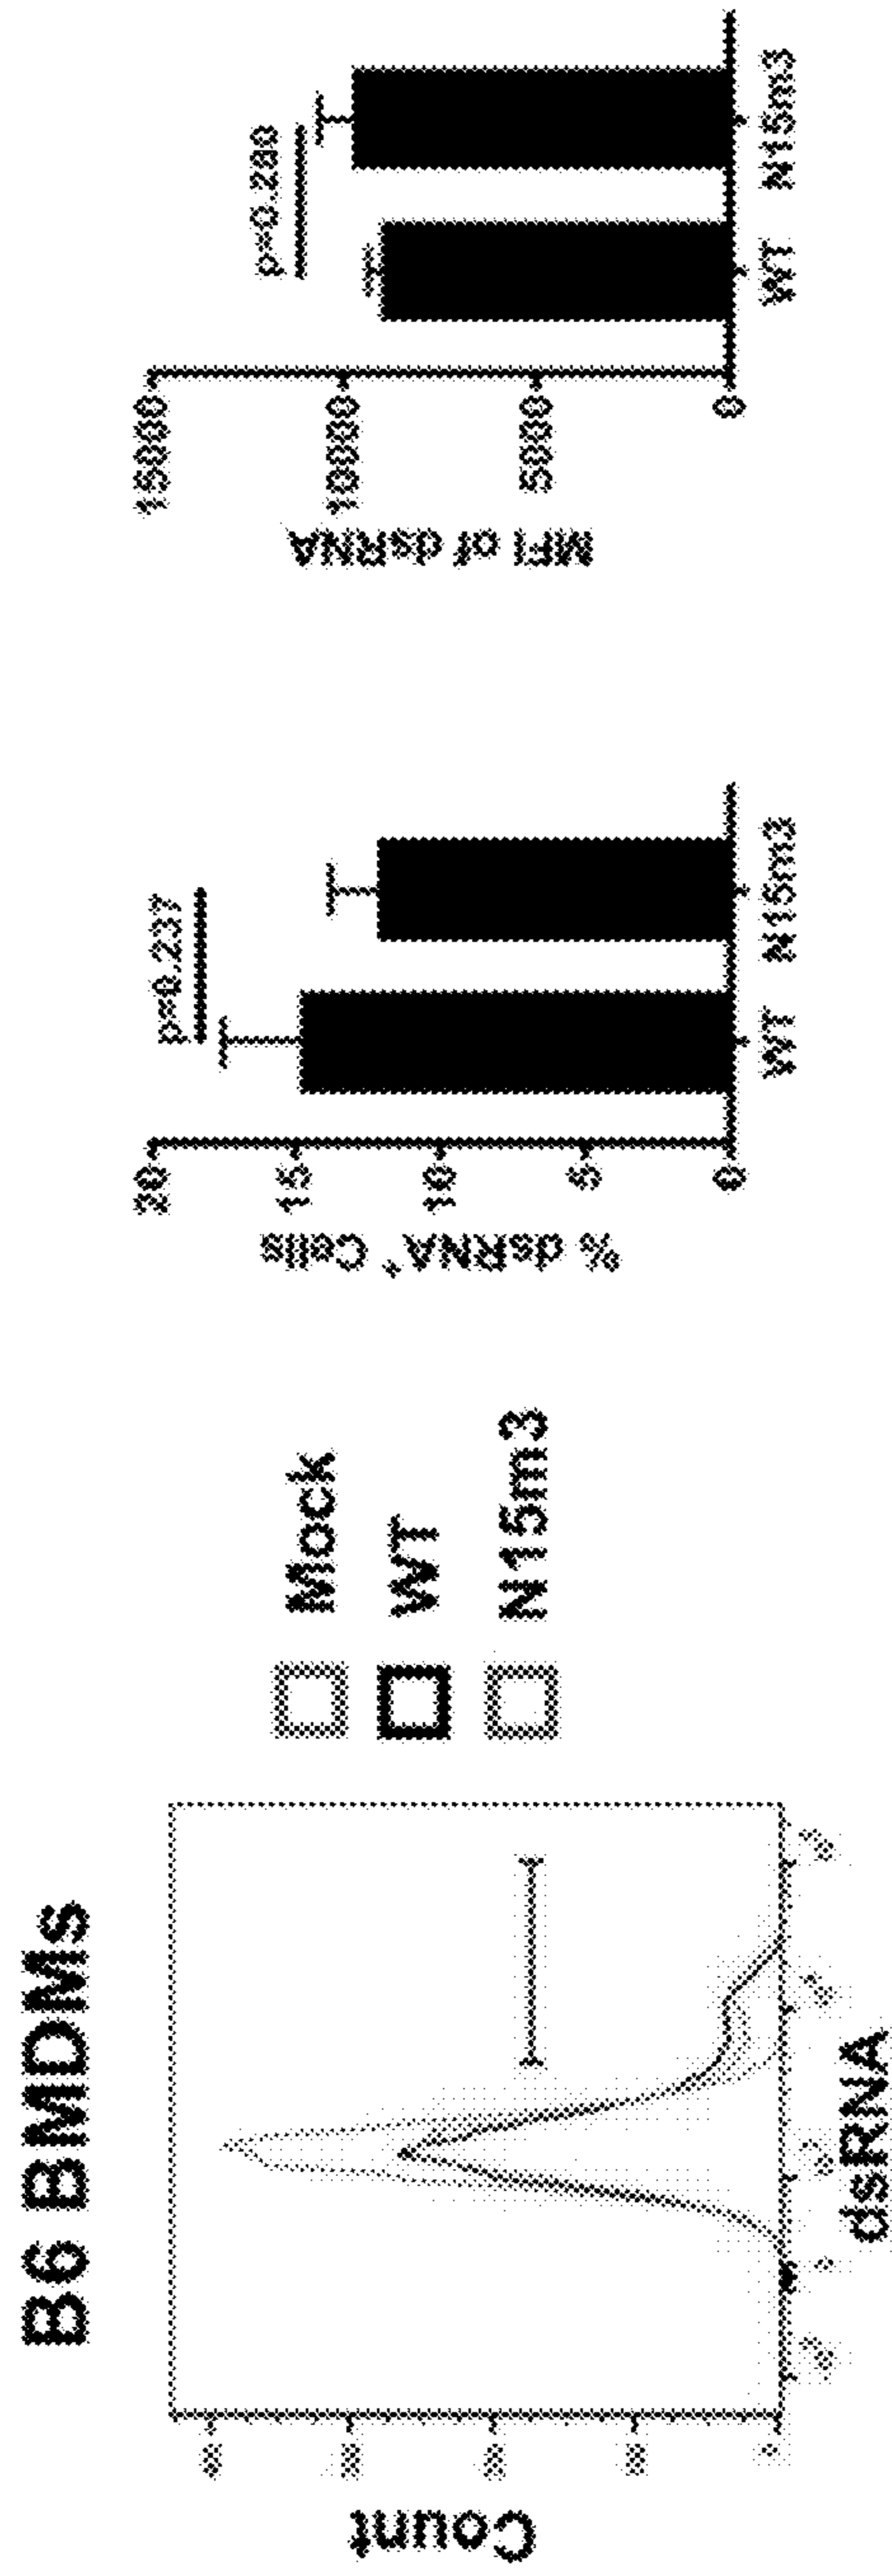 B6 BMDMs
Count
dsRNA
Mock
WT
N15m3
% dsRNA⁺ Cells
20
15
10
5
0
p=0.237
WT
N15m3
MFI of dsRNA
15000
10000
5000
0
p=0.280
WT
N15m3